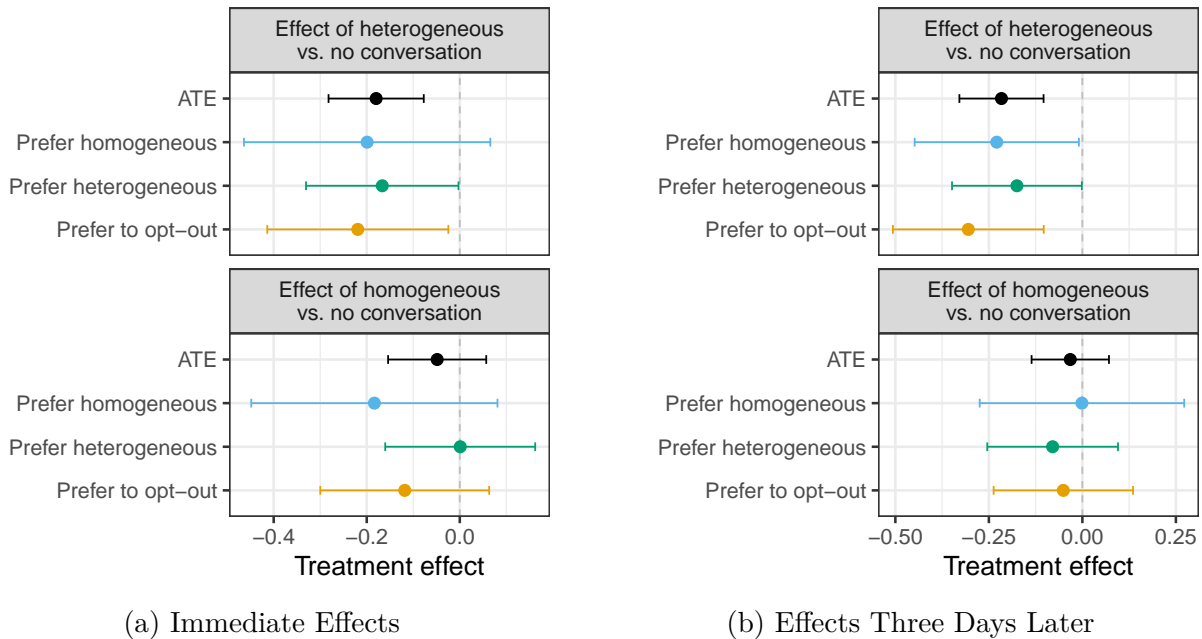 Effect of heterogeneous
vs. no conversation
ATE
Prefer homogeneous
Prefer heterogeneous
Prefer to opt−out
Effect of homogeneous
vs. no conversation
ATE
Prefer homogeneous
Prefer heterogeneous
Prefer to opt−out
−0.4 −0.2 0.0
Treatment effect
(a) Immediate Effects
Effect of heterogeneous
vs. no conversation
ATE
Prefer homogeneous
Prefer heterogeneous
Prefer to opt−out
Effect of homogeneous
vs. no conversation
ATE
Prefer homogeneous
Prefer heterogeneous
Prefer to opt−out
−0.50 −0.25 0.00 0.25
Treatment effect
(b) Effects Three Days Later